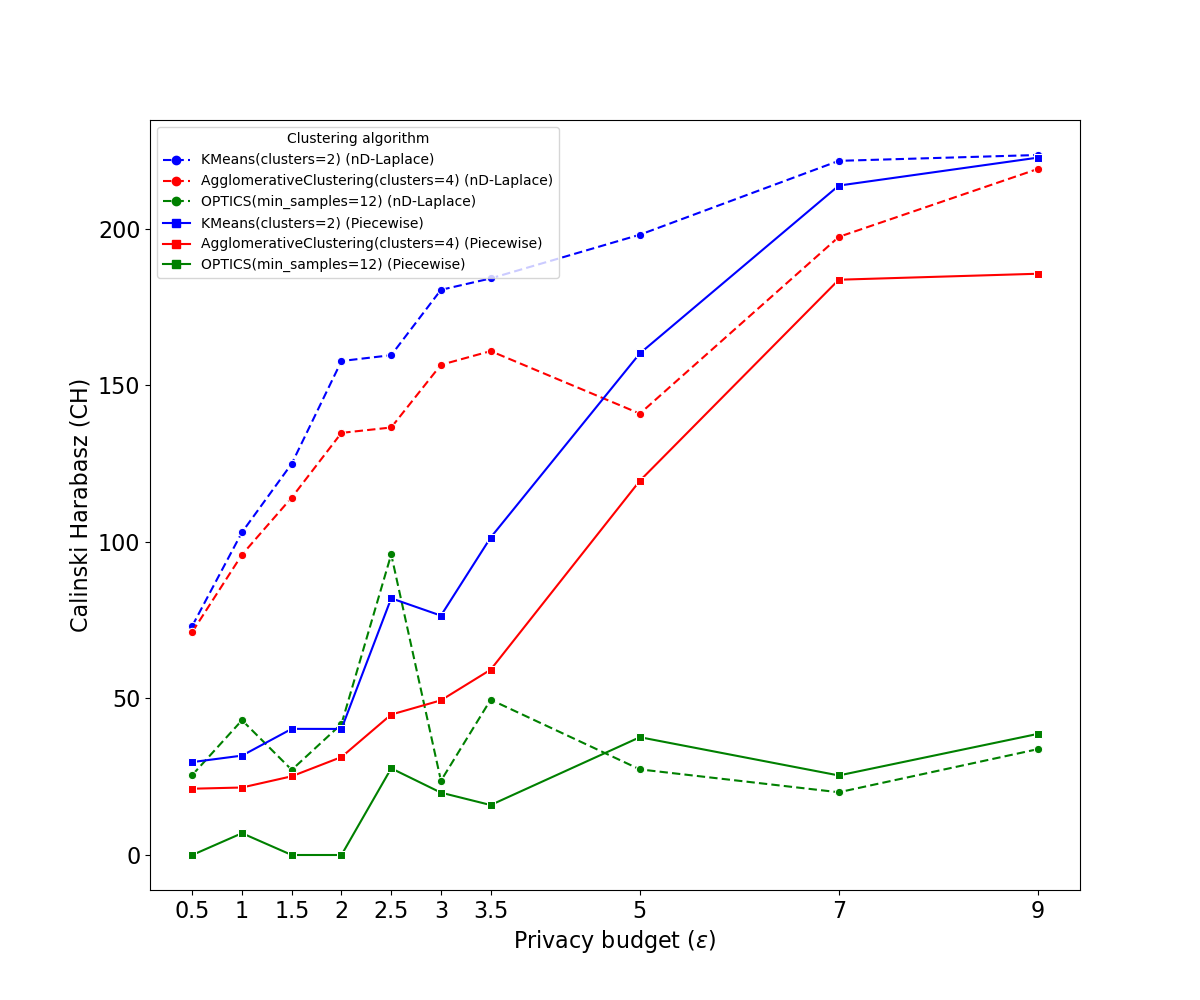 Clustering algorithm
KMeans(clusters=2) (nD-Laplace)
AgglomerativeClustering(clusters=4) (nD-Laplace)
OPTICS(min_samples=12) (nD-Laplace)
KMeans(clusters=2) (Piecewise)
AgglomerativeClustering(clusters=4) (Piecewise)
OPTICS(min_samples=12) (Piecewise)
Calinski Harabasz (CH)
200
150
100
50
0
0.5 1 1.5 2 2.5 3 3.5 5 7 9
Privacy budget (ε)